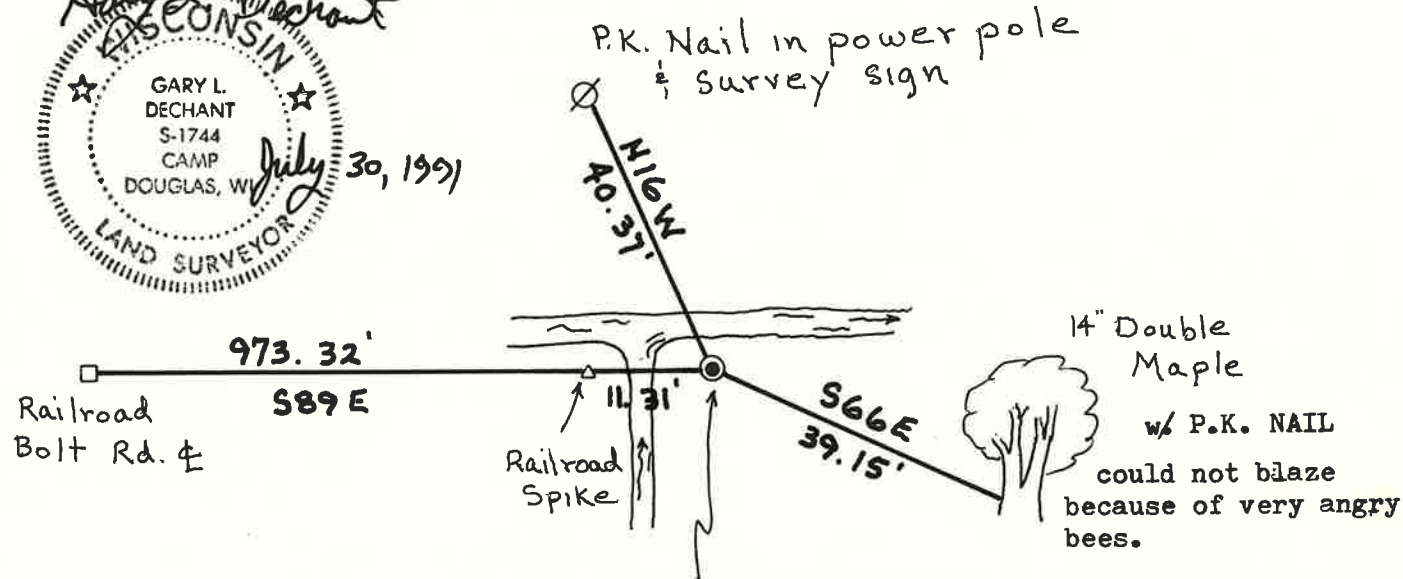 Gary L. Dechant
WISCONSIN
GARY L.
DECHANT
S-1744
CAMP
DOUGLAS, WI
LAND SURVEYOR
July 30, 1991
P.K. Nail in power pole
& Survey sign
N16W
40.37'
973.32'
S89E
11.31'
Railroad
Bolt Rd. ℄
Railroad
Spike
S66E
39.15'
14" Double
Maple
w/ P.K. NAIL
could not blaze
because of very angry
bees.